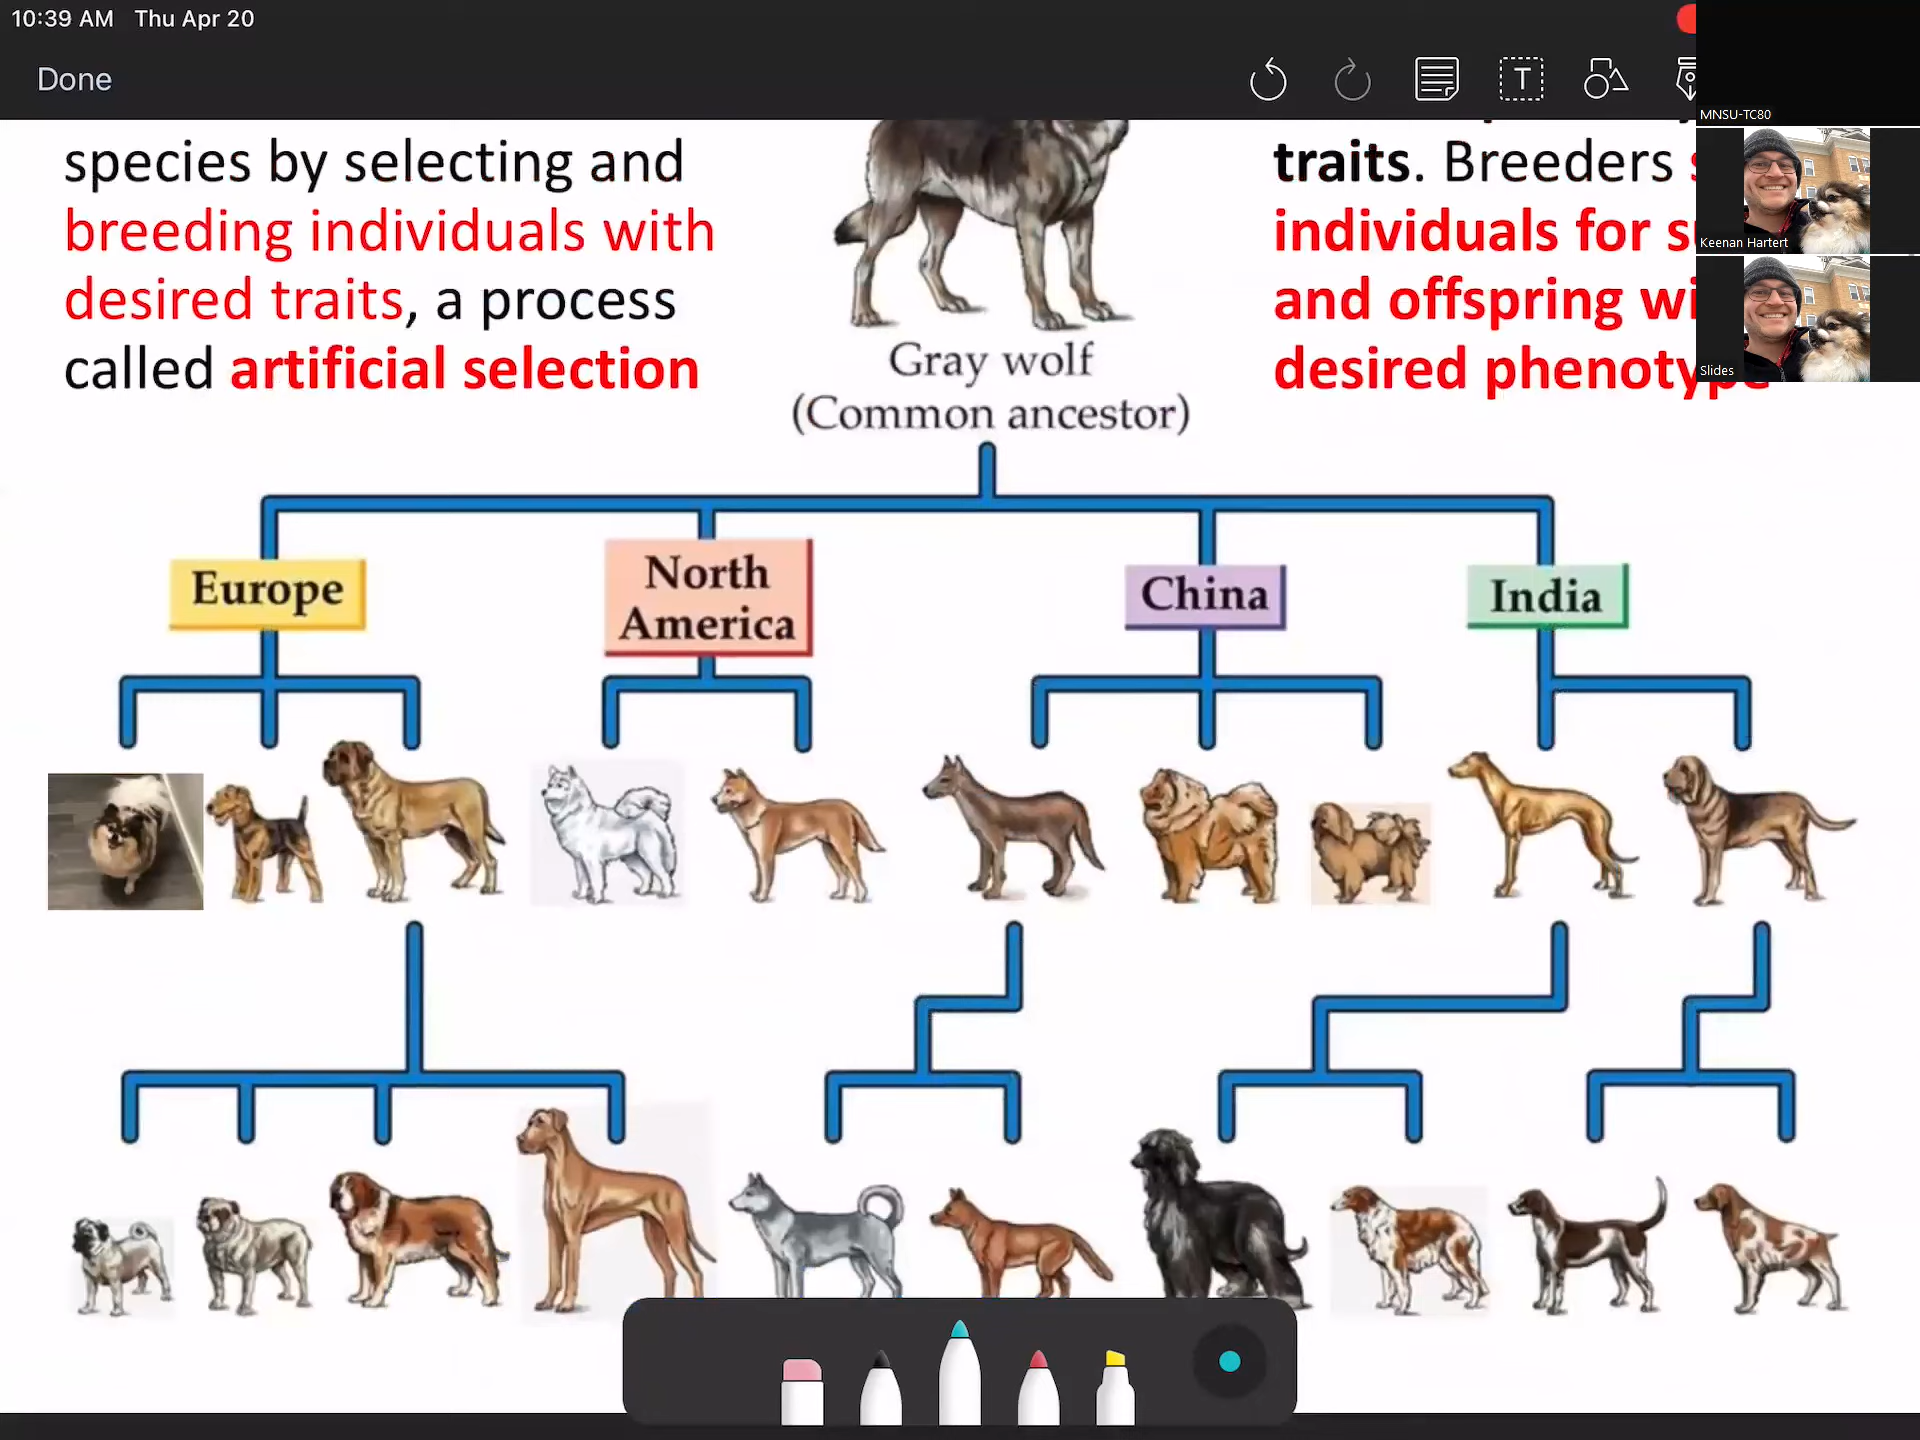 10:39 AM Thu Apr 20
Done
T
MNSU-TC80
Keenan Hartert
Slides
species by selecting and
breeding individuals with
desired traits, a process
called artificial selection
traits. Breeders
individuals for
and offspring
desired phenotype
Gray wolf
(Common ancestor)
Europe
North
America
China
India